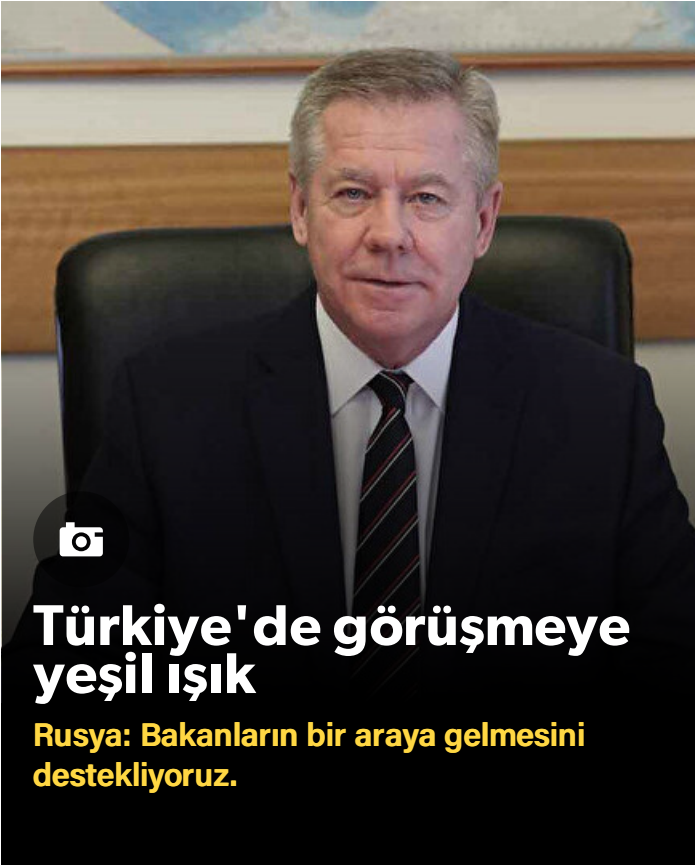 Türkiye'de görüşmeye
yeşil ışık
Rusya: Bakanların bir araya gelmesini
destekliyoruz.